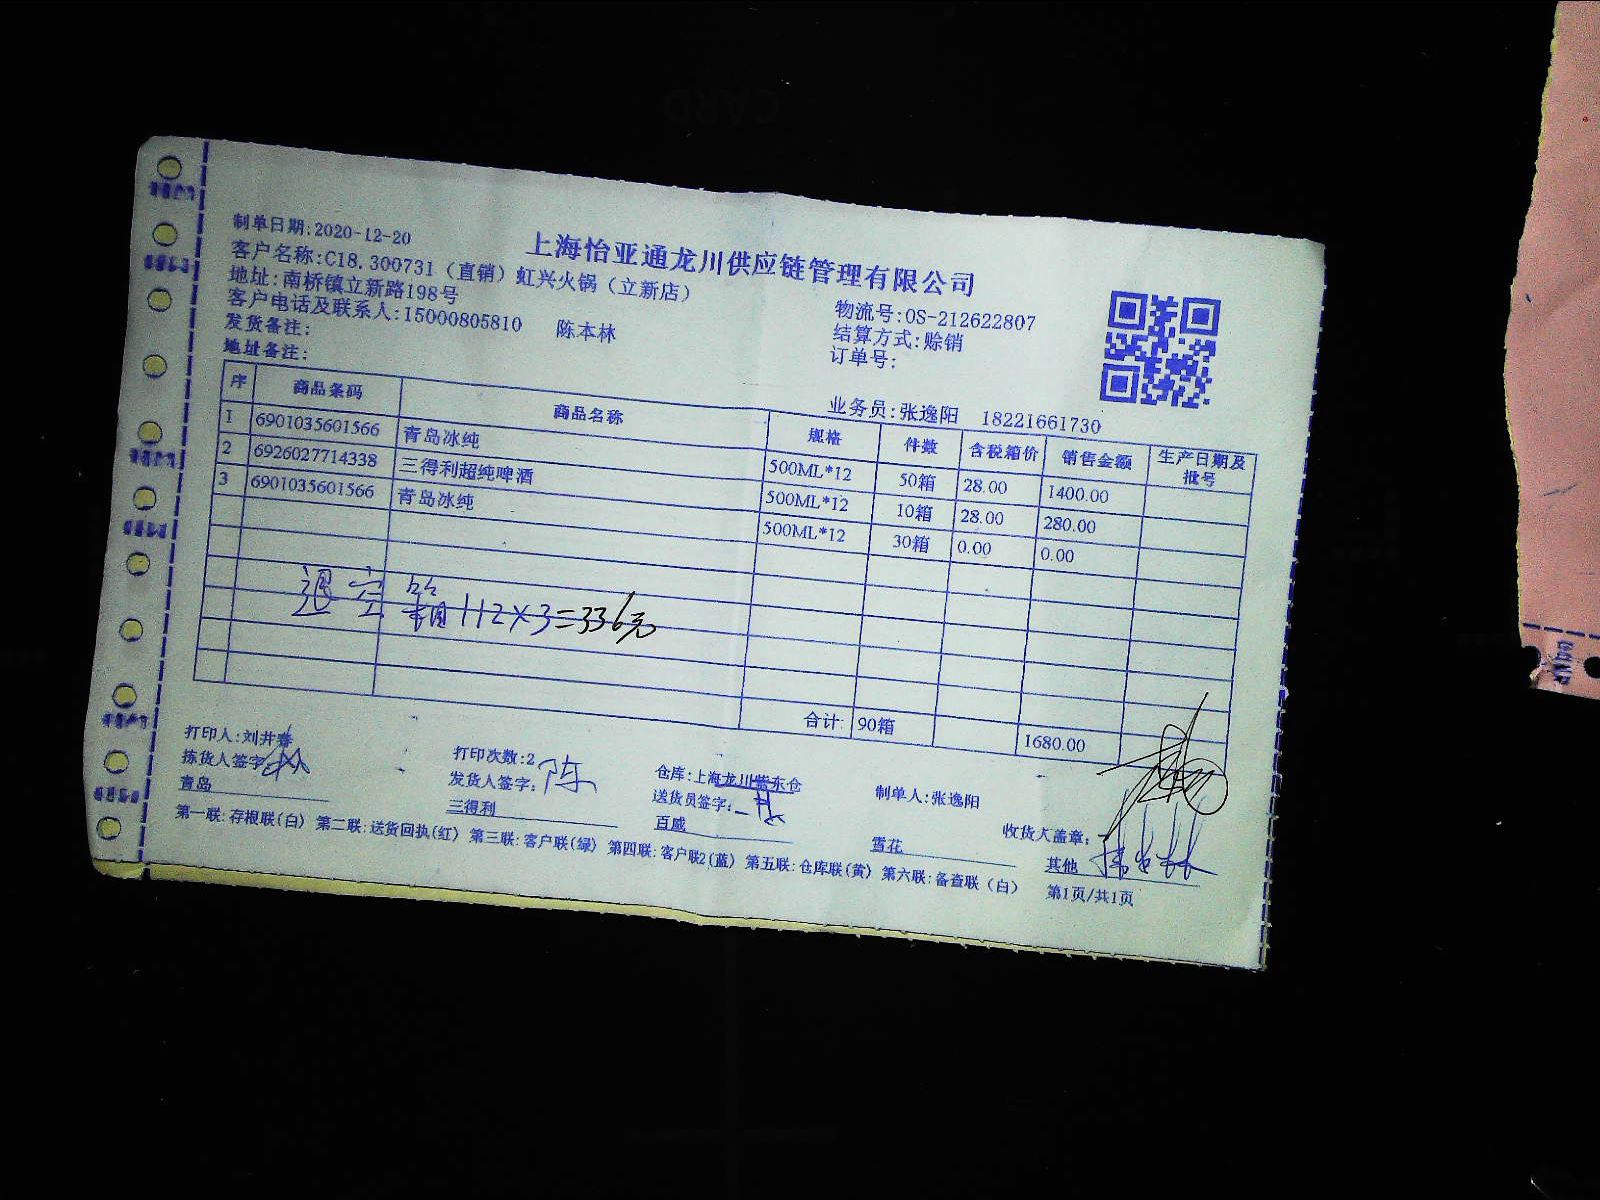 上海怡亚通龙川供应链管理有限公司
制单日期:2020-12-20
客户名称:C18.300731（直销）虹兴火锅（立新店）
地址:南桥镇立新路198号
客户电话及联系人:15000805810 陈本林
发货备注:
地址备注:
物流号:OS-212622807
结算方式:赊销
订单号:
业务员:张逸阳 18221661730
序 商品条码 商品名称 规格 件数 含税箱价 销售金额 生产日期及批号
1 6901035601566 青岛冰纯 500ML*12 50箱 28.00 1400.00
2 6926027714338 三得利超纯啤酒 500ML*12 10箱 28.00 280.00
3 6901035601566 青岛冰纯 500ML*12 30箱 0.00 0.00
退空箱112×3=336元
合计: 90箱 1680.00
打印人:刘井春 打印次数:2 仓库:上海龙川紫东仓 制单人:张逸阳
拣货人签字: 发货人签字: 陈 送货员签字: 收货人盖章:
青岛 三得利 百威 雪花 其他
第一联:存根联(白) 第二联:送货回执(红) 第三联:客户联(绿) 第四联:客户联2(蓝) 第五联:仓库联(黄) 第六联:备查联（白） 第1页/共1页
CARD